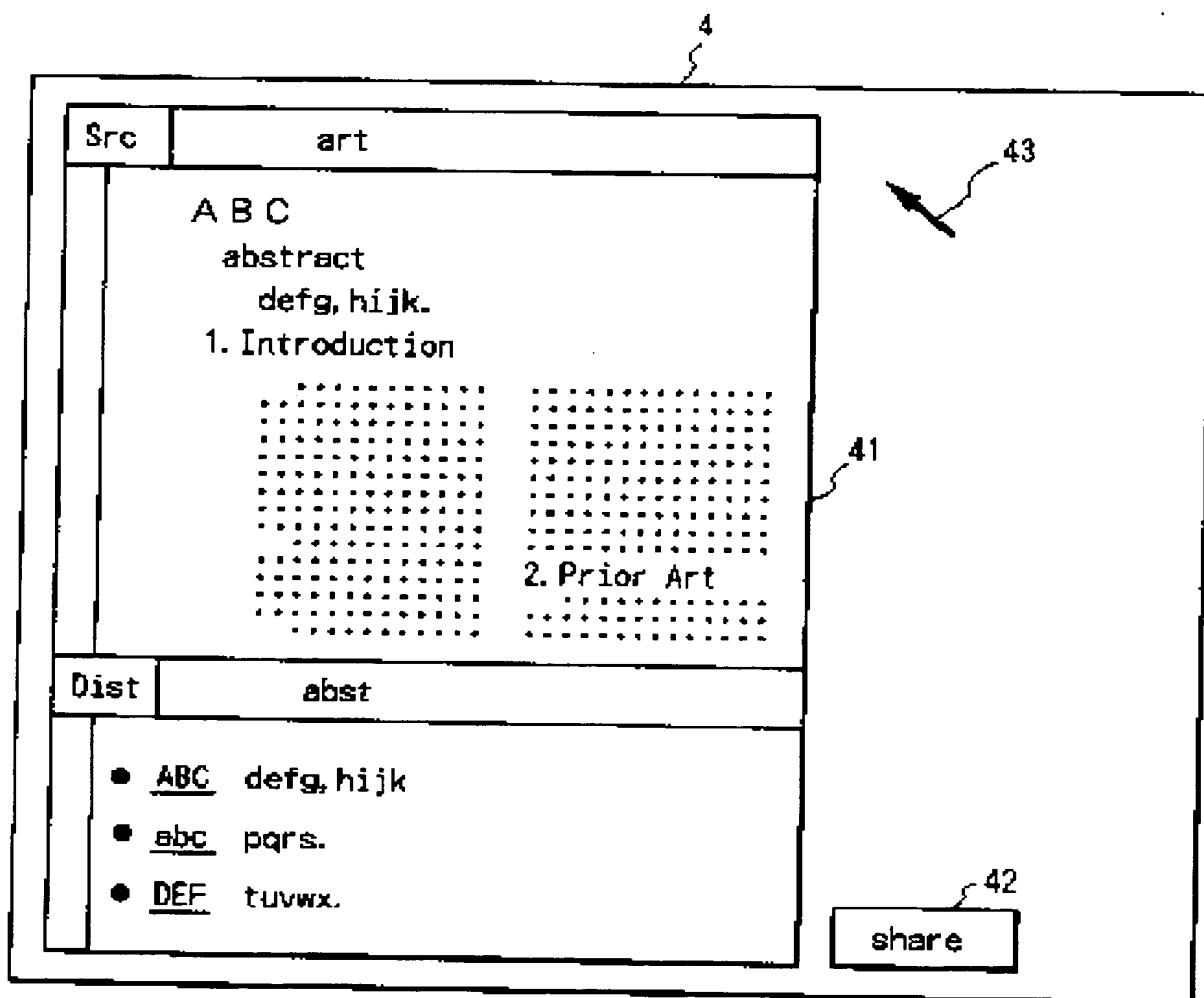 4
Src art
43
A B C
abstract
defg, hijk.
1. Introduction
41
2. Prior Art
Dist abst
● ABC defg, hijk
● abc pqrs.
● DEF tuvwx.
42
share